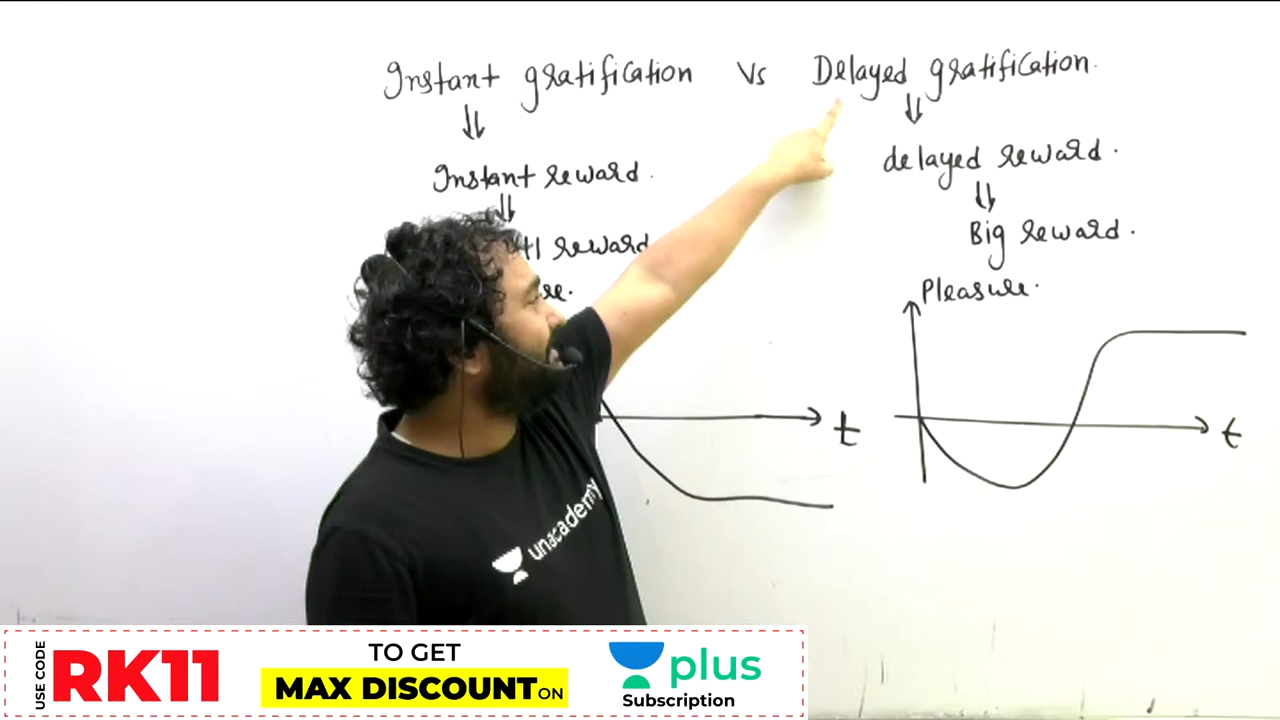 Instant gratification Vs Delayed gratification.
Instant reward.
delayed reward.
reward
Big reward.
Pleasure.
t
t
unacademy
USE CODE
RK11
TO GET
MAX DISCOUNT ON
plus
Subscription